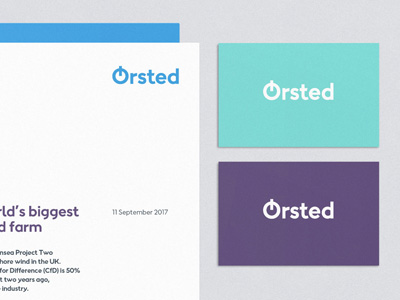 Ørsted
Ørsted
Ørsted
rld's biggest
d farm
11 September 2017
nsea Project Two
shore wind in the UK.
for Difference (CfD) is 50%
t two years ago,
e industry.